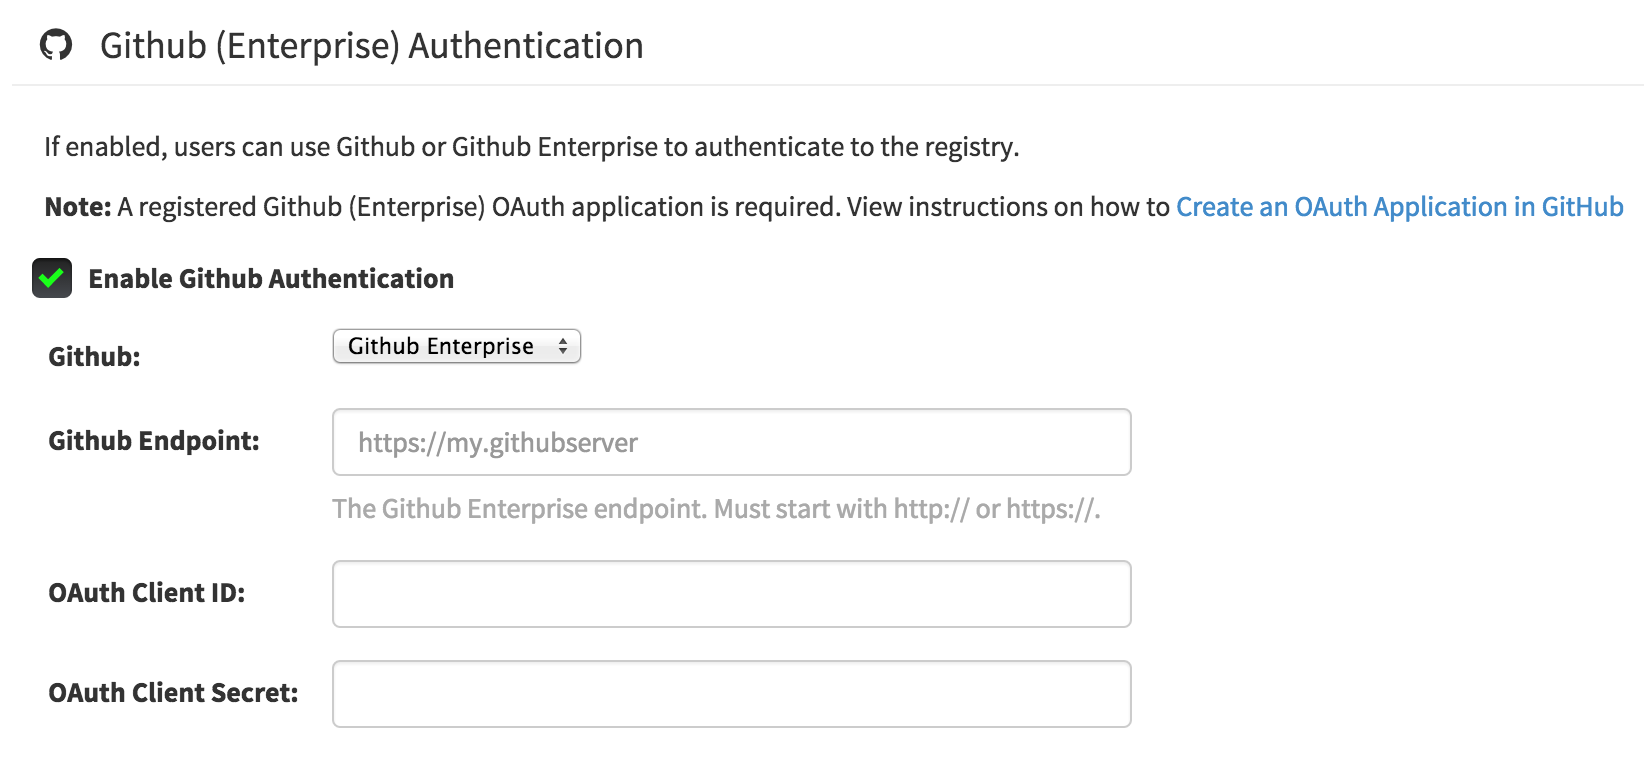 Github (Enterprise) Authentication
If enabled, users can use Github or Github Enterprise to authenticate to the registry.
Note: A registered Github (Enterprise) OAuth application is required. View instructions on how to Create an OAuth Application in GitHub
Enable Github Authentication
Github: Github Enterprise
Github Endpoint: https://my.githubserver
The Github Enterprise endpoint. Must start with http:// or https://.
OAuth Client ID:
OAuth Client Secret: